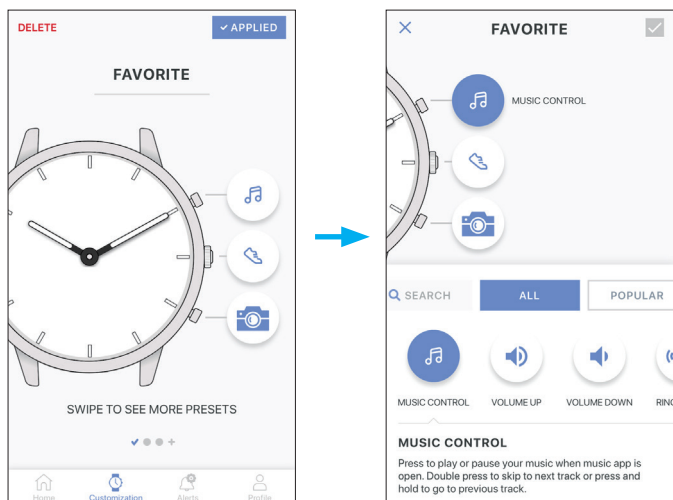 DELETE
APPLIED
FAVORITE
SWIPE TO SEE MORE PRESETS
Home
Customization
Alerts
Profile
FAVORITE
MUSIC CONTROL
SEARCH
ALL
POPULAR
MUSIC CONTROL
VOLUME UP
VOLUME DOWN
RING
MUSIC CONTROL
Press to play or pause your music when music app is
open. Double press to skip to next track or press and
hold to go to previous track.